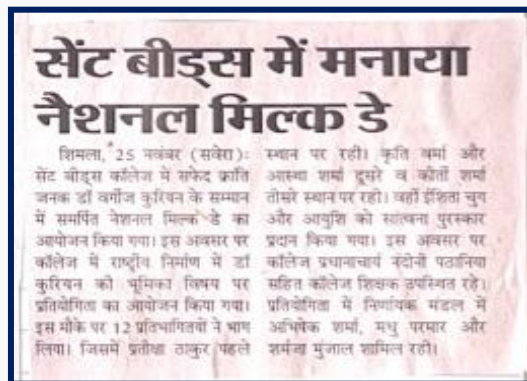 सेंट बीड्स में मनाया
नैशनल मिल्क डे
शिमला, 25 नवंबर (सवेरा):
सेंट बीड्स कॉलेज में सफेद क्रांति
जनक डॉ वर्गीज कुरियन के सम्मान
में समर्पित नेशनल मिल्क डे का
आयोजन किया गया। इस अवसर पर
कॉलेज में राष्ट्रीय निर्माण में डॉ
कुरियन की भूमिका विषय पर
प्रतियोगिता का आयोजन किया गया।
इस मौके पर 12 प्रतिभागियों ने भाग
लिया। जिसमें प्रतीक्षा ठाकुर पहले
स्थान पर रही। कृति वर्मा और
आस्था शर्मा दूसरे व कीर्ती शर्मा
तीसरे स्थान पर रही। वहीं ईशिता चुग
और आयुशि को सांत्वना पुरस्कार
प्रदान किया गया। इस अवसर पर
कॉलेज प्रधानाचार्य नंदीनी पठानिया
सहित कॉलेज शिक्षक उपस्थित रहे।
प्रतियोगिता में निर्णायक मंडल में
अभिषेक शर्मा, मधु परमार और
शर्मजा मुंजाल शामिल रही।